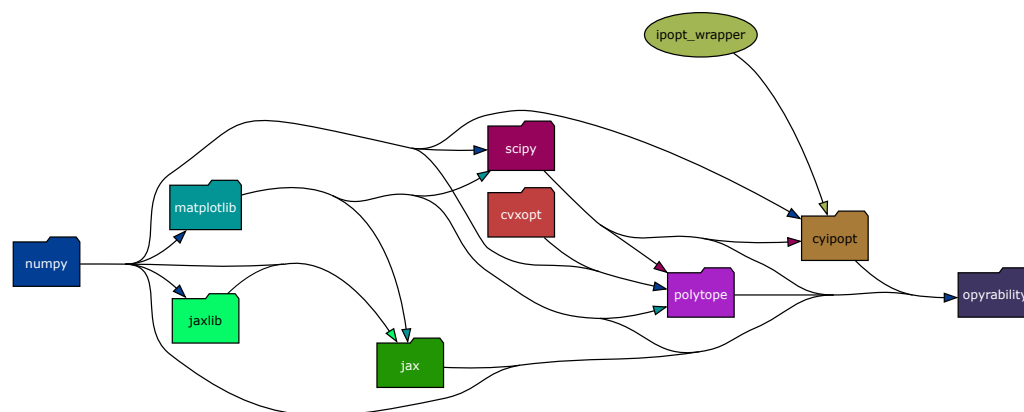 ipopt_wrapper
scipy
matplotlib
cvxopt
cyipopt
numpy
polytope
opyrability
jaxlib
jax